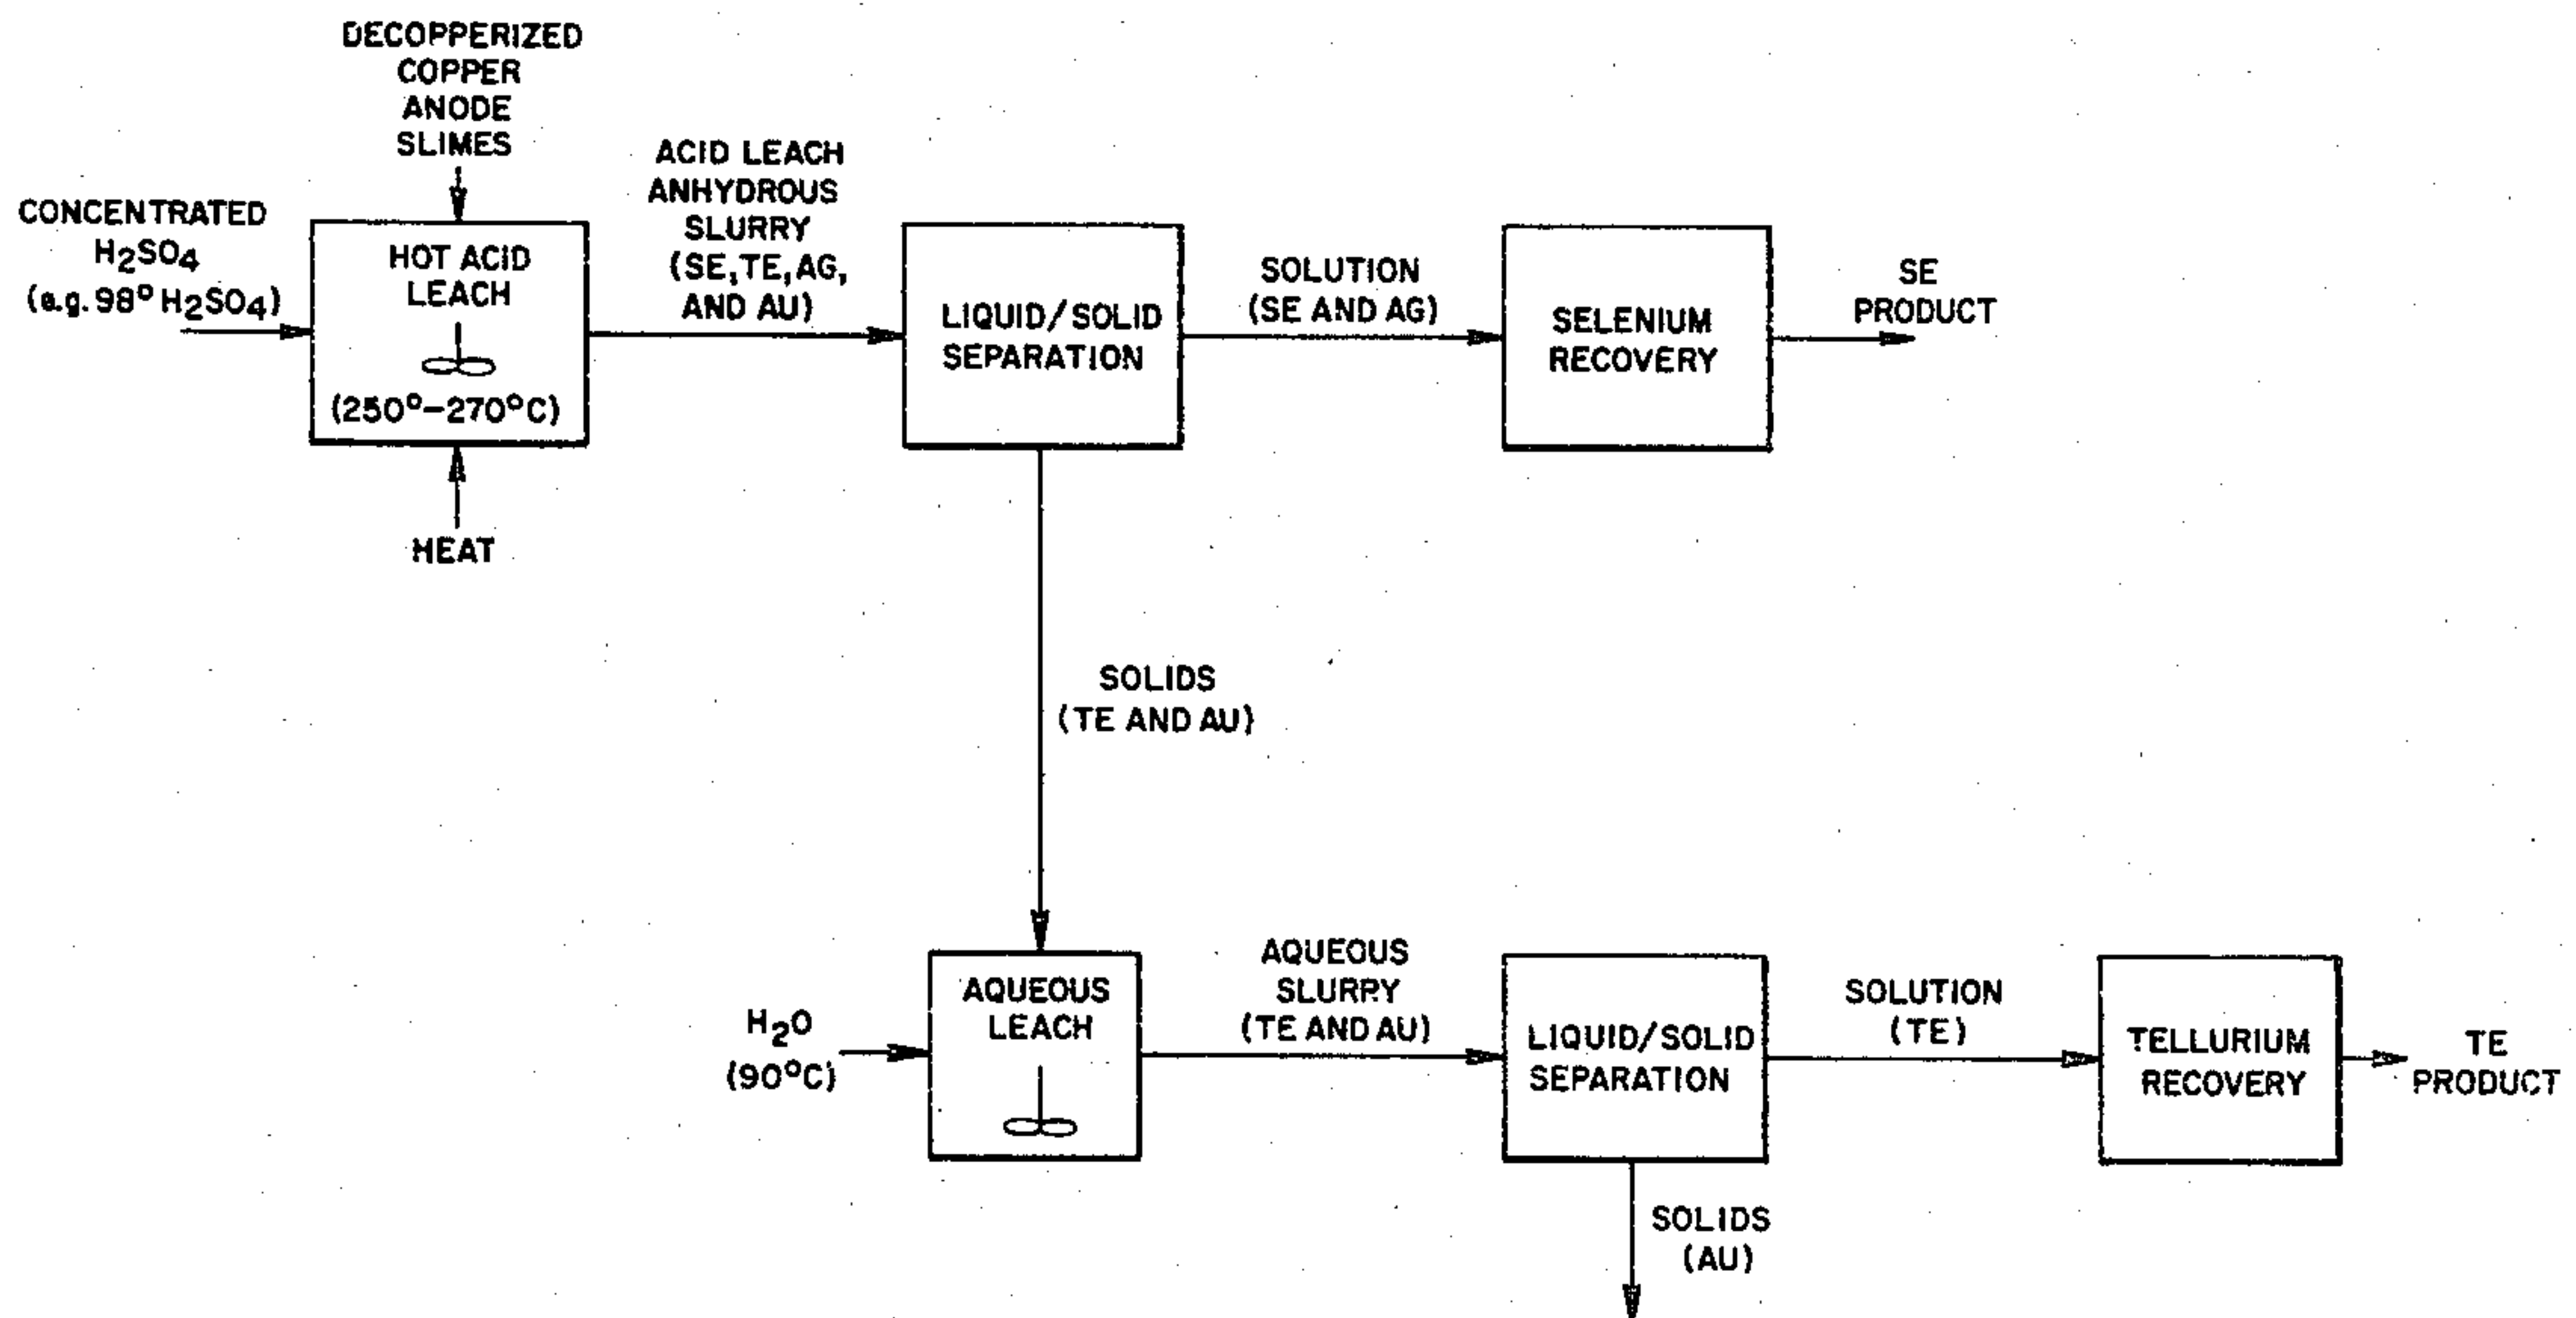 DECOPPERIZED
COPPER
ANODE
SLIMES
CONCENTRATED
H2SO4
(e.g. 98° H2SO4)
HOT ACID
LEACH
(250°-270°C)
HEAT
ACID LEACH
ANHYDROUS
SLURRY
(SE,TE,AG,
AND AU)
LIQUID/SOLID
SEPARATION
SOLUTION
(SE AND AG)
SELENIUM
RECOVERY
SE
PRODUCT
SOLIDS
(TE AND AU)
H2O
(90°C)
AQUEOUS
LEACH
AQUEOUS
SLURRY
(TE AND AU)
LIQUID/SOLID
SEPARATION
SOLUTION
(TE)
TELLURIUM
RECOVERY
TE
PRODUCT
SOLIDS
(AU)